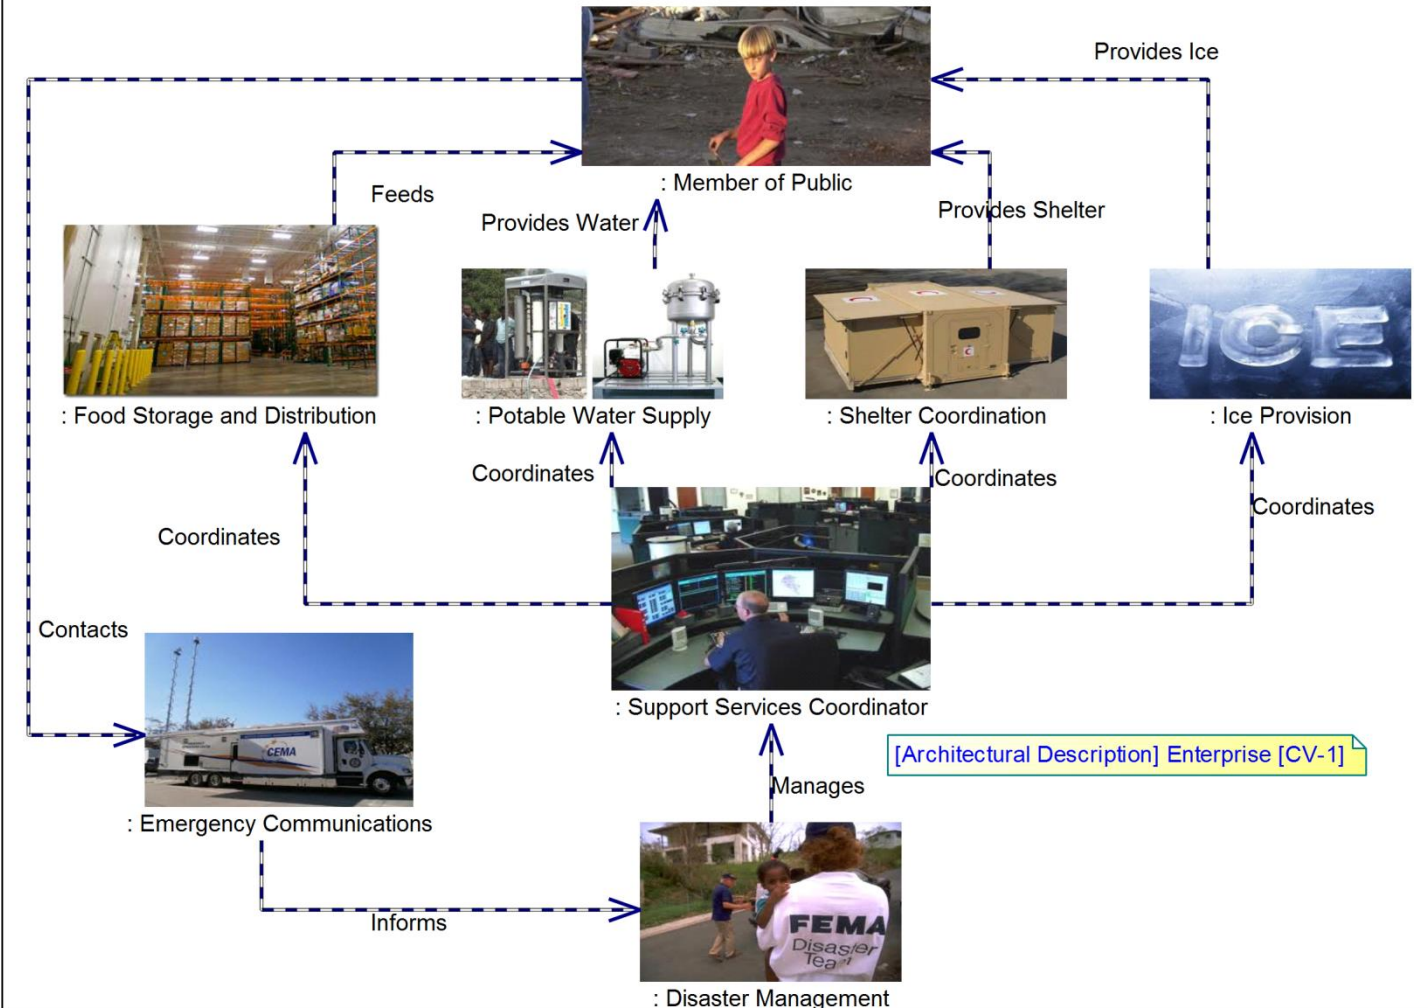 Provides Ice
: Member of Public
Feeds
Provides Water
Provides Shelter
ICE
: Food Storage and Distribution
: Potable Water Supply
: Shelter Coordination
: Ice Provision
Coordinates
Coordinates
Coordinates
Coordinates
Contacts
CEMA
: Support Services Coordinator
[Architectural Description] Enterprise [CV-1]
Manages
: Emergency Communications
Informs
FEMA
Disaster
Team
: Disaster Management